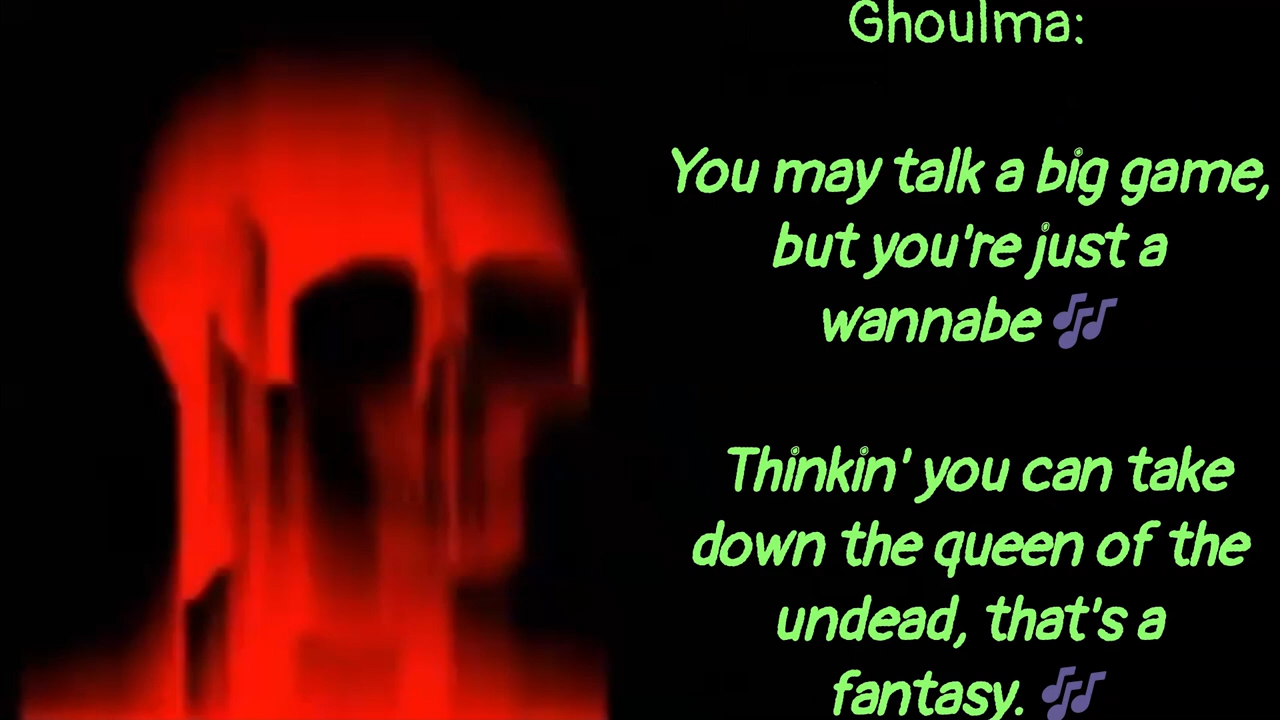 Ghoulma:
You may talk a big game,
but you're just a
wannabe 🎶
Thinkin' you can take
down the queen of the
undead, that's a
fantasy. 🎶